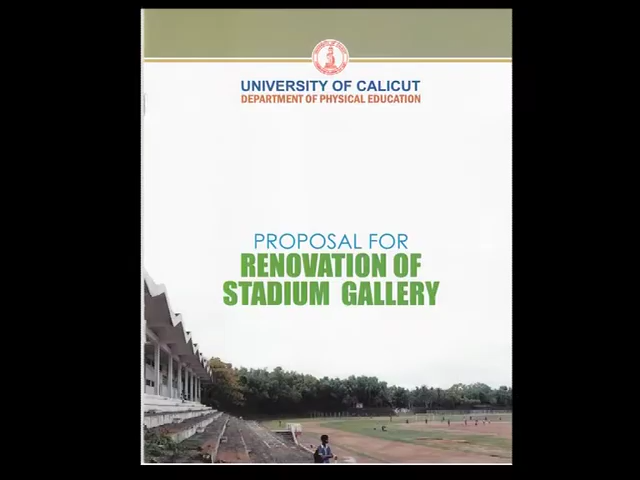 UNIVERSITY OF CALICUT
DEPARTMENT OF PHYSICAL EDUCATION
PROPOSAL FOR
RENOVATION OF
STADIUM GALLERY